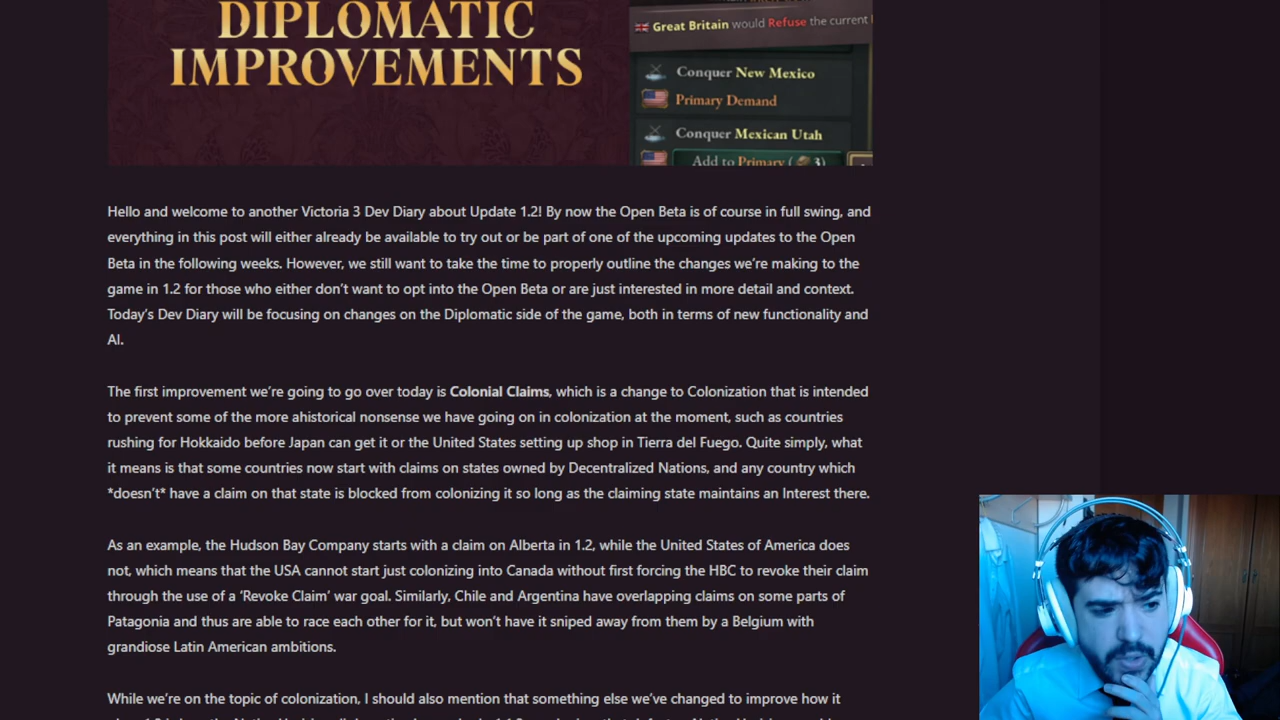 DIPLOMATIC
IMPROVEMENTS
Great Britain would Refuse the current
Conquer New Mexico
Primary Demand
Conquer Mexican Utah
Add to Primary ( 3)
Hello and welcome to another Victoria 3 Dev Diary about Update 1.2! By now the Open Beta is of course in full swing, and
everything in this post will either already be available to try out or be part of one of the upcoming updates to the Open
Beta in the following weeks. However, we still want to take the time to properly outline the changes we're making to the
game in 1.2 for those who either don't want to opt into the Open Beta or are just interested in more detail and context.
Today's Dev Diary will be focusing on changes on the Diplomatic side of the game, both in terms of new functionality and
AI.
The first improvement we're going to go over today is Colonial Claims, which is a change to Colonization that is intended
to prevent some of the more ahistorical nonsense we have going on in colonization at the moment, such as countries
rushing for Hokkaido before Japan can get it or the United States setting up shop in Tierra del Fuego. Quite simply, what
it means is that some countries now start with claims on states owned by Decentralized Nations, and any country which
*doesn't* have a claim on that state is blocked from colonizing it so long as the claiming state maintains an Interest there.
As an example, the Hudson Bay Company starts with a claim on Alberta in 1.2, while the United States of America does
not, which means that the USA cannot start just colonizing into Canada without first forcing the HBC to revoke their claim
through the use of a 'Revoke Claim' war goal. Similarly, Chile and Argentina have overlapping claims on some parts of
Patagonia and thus are able to race each other for it, but won't have it sniped away from them by a Belgium with
grandiose Latin American ambitions.
While we're on the topic of colonization, I should also mention that something else we've changed to improve how it